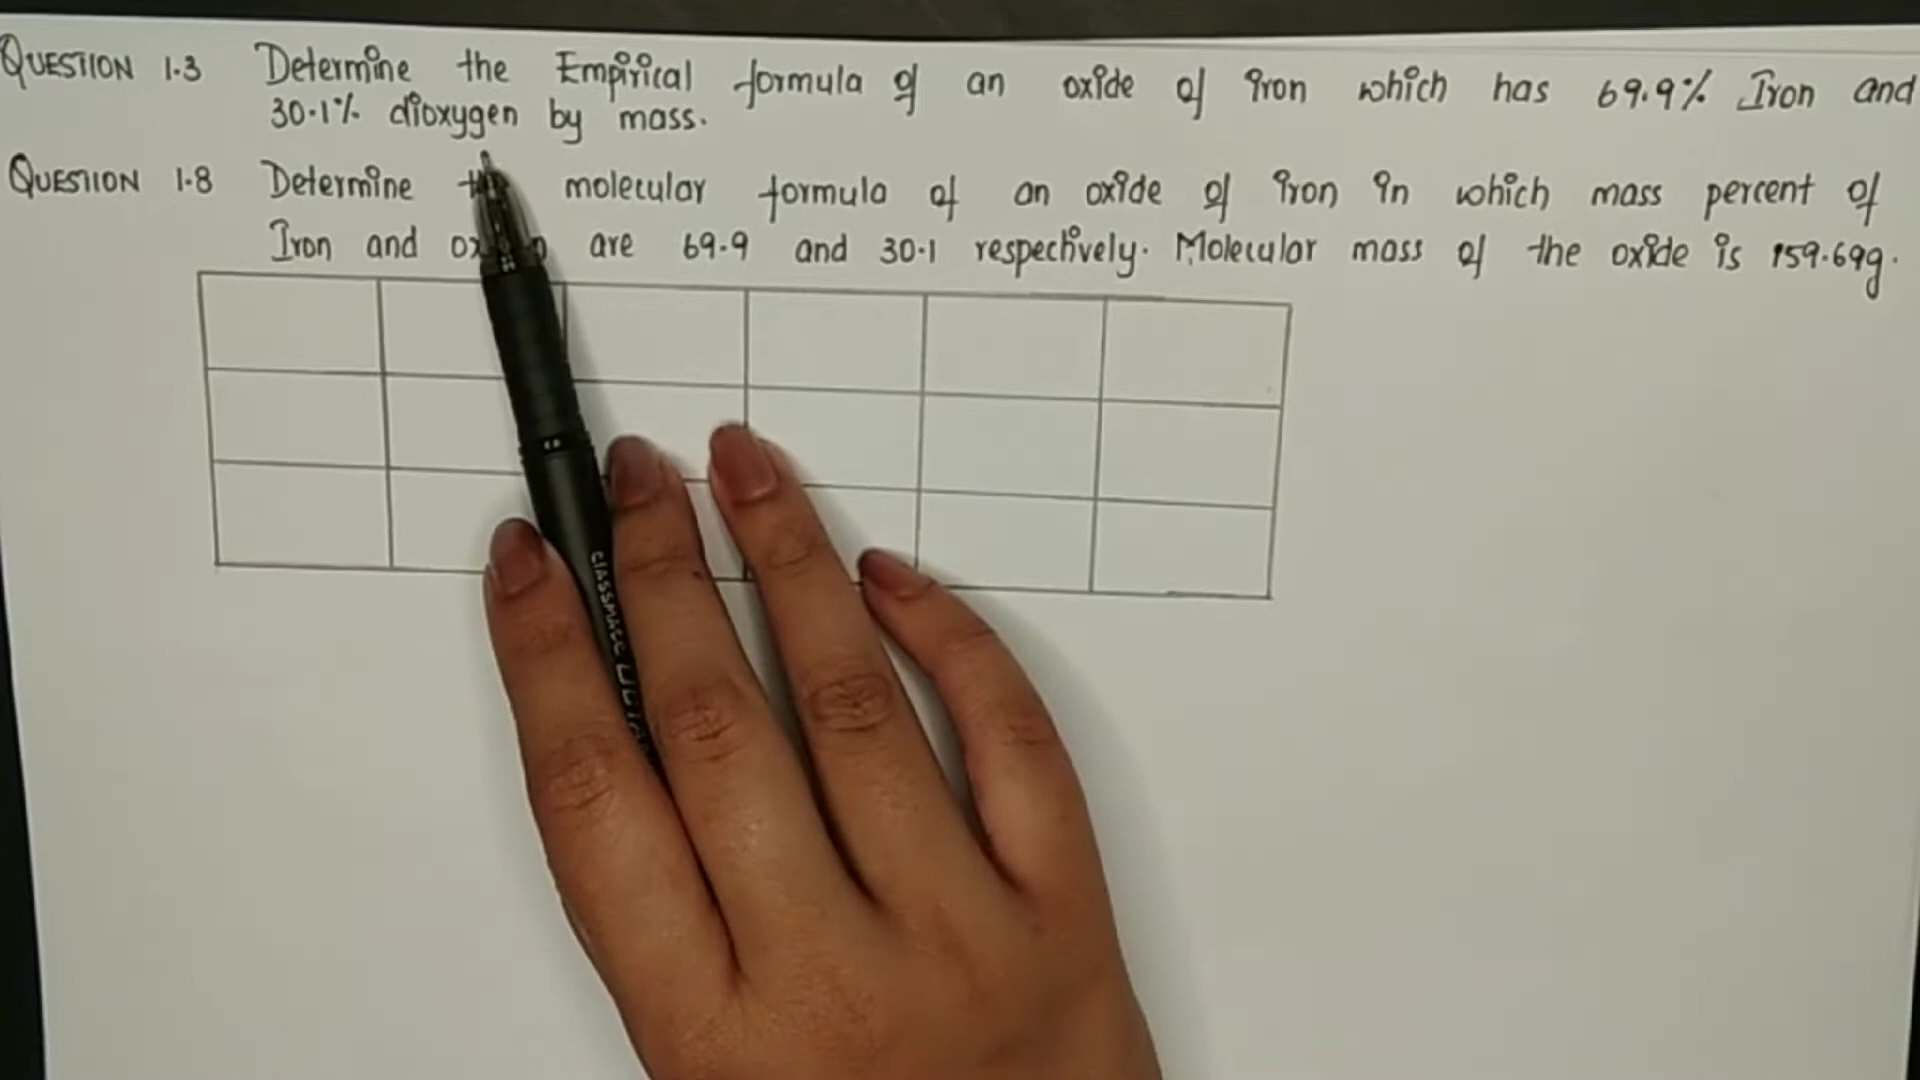 QUESTION 1.3 Determine the Empirical formula of an oxide of iron which has 69.9% Iron and
30.1% dioxygen by mass.
QUESTION 1.8 Determine molecular formula of an oxide of iron in which mass percent of
Iron and are 69.9 and 30.1 respectively. Molecular mass of the oxide is 159.69g.
CLASSMATE